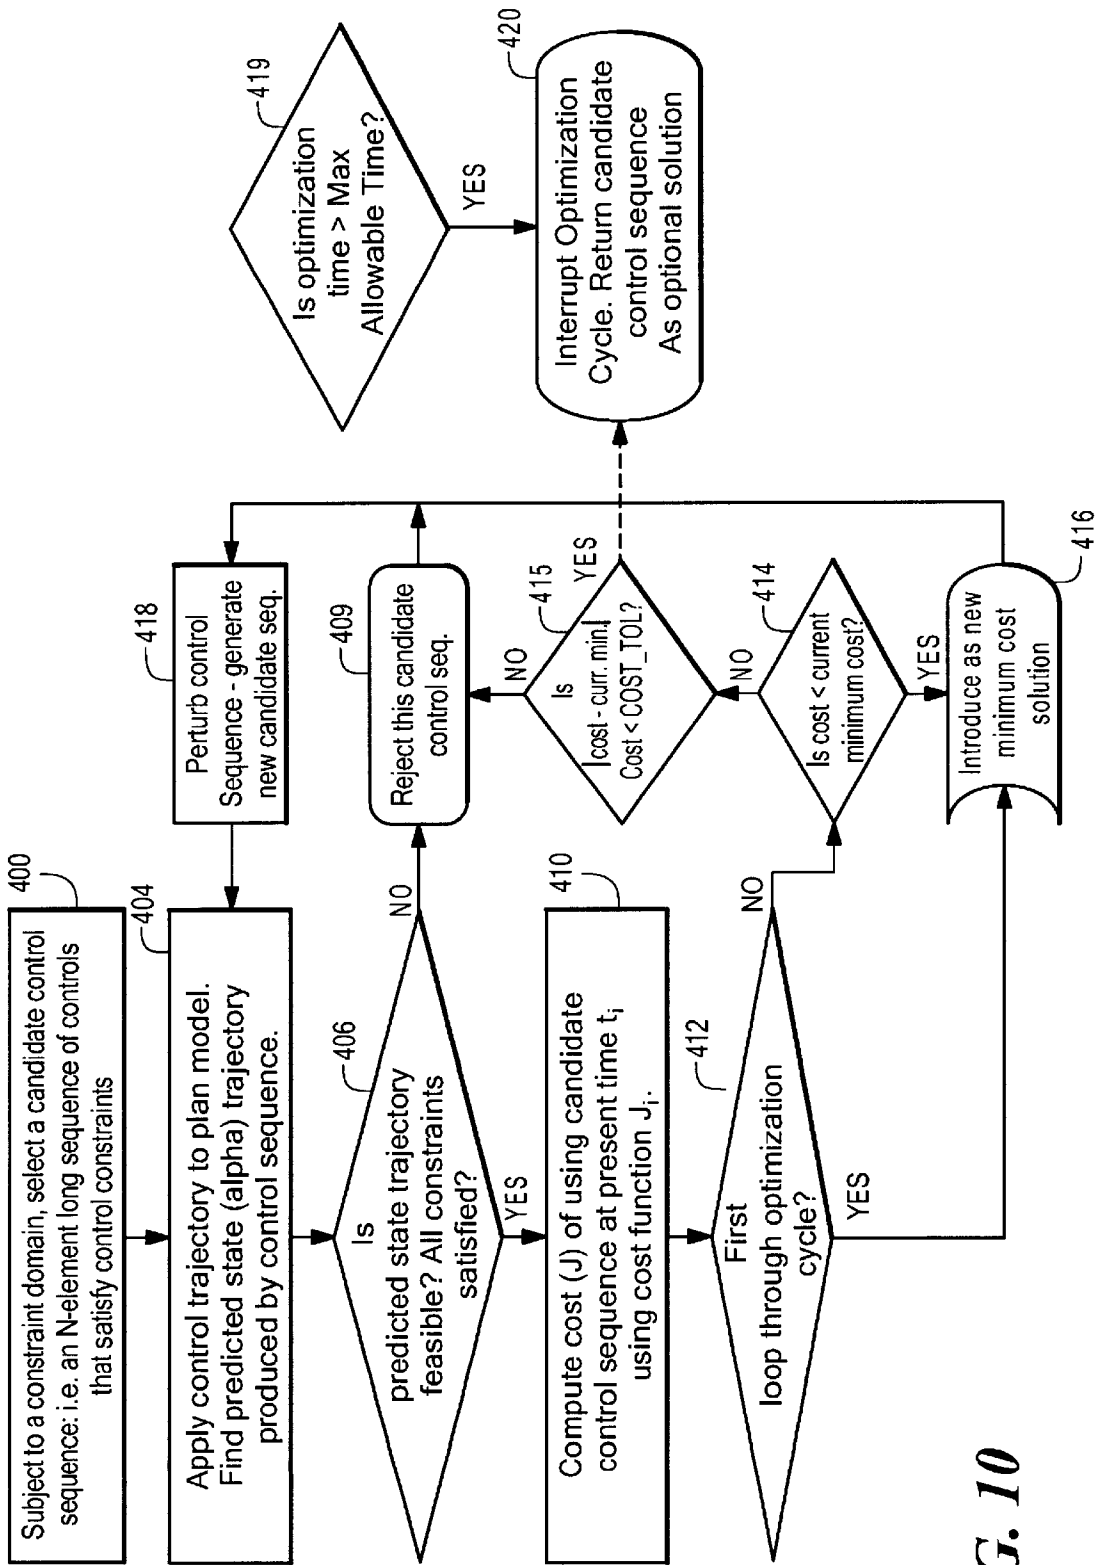 400
Subject to a constraint domain, select a candidate control
sequence: i.e. an N-element long sequence of controls
that satisfy control constraints
404
Apply control trajectory to plan model.
Find predicted state (alpha) trajectory
produced by control sequence.
418
Perturb control
Sequence - generate
new candidate seq.
406
Is
predicted state trajectory
feasible? All constraints
satisfied?
NO
YES
409
Reject this candidate
control seq.
410
Compute cost (J) of using candidate
control sequence at present time ti
using cost function Ji.
412
First
loop through optimization
cycle?
NO
YES
414
Is cost < current
minimum cost?
NO
YES
415
Is
|cost - curr. min.|
Cost < COST_TOL?
NO
YES
416
Introduce as new
minimum cost
solution
419
Is optimization
time > Max
Allowable Time?
YES
420
Interrupt Optimization
Cycle. Return candidate
control sequence
As optional solution
G. 10